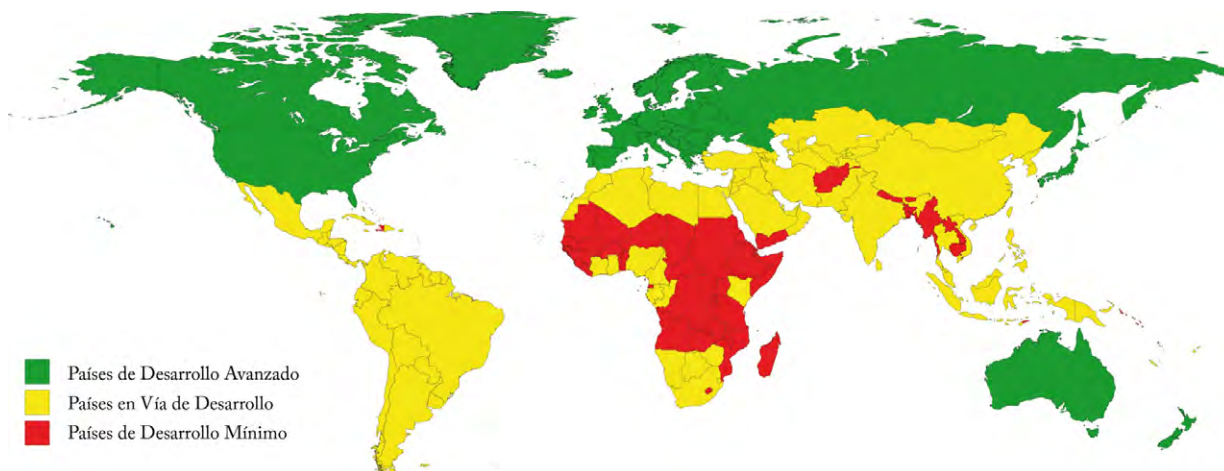 Países de Desarrollo Avanzado
Países en Vía de Desarrollo
Países de Desarrollo Mínimo